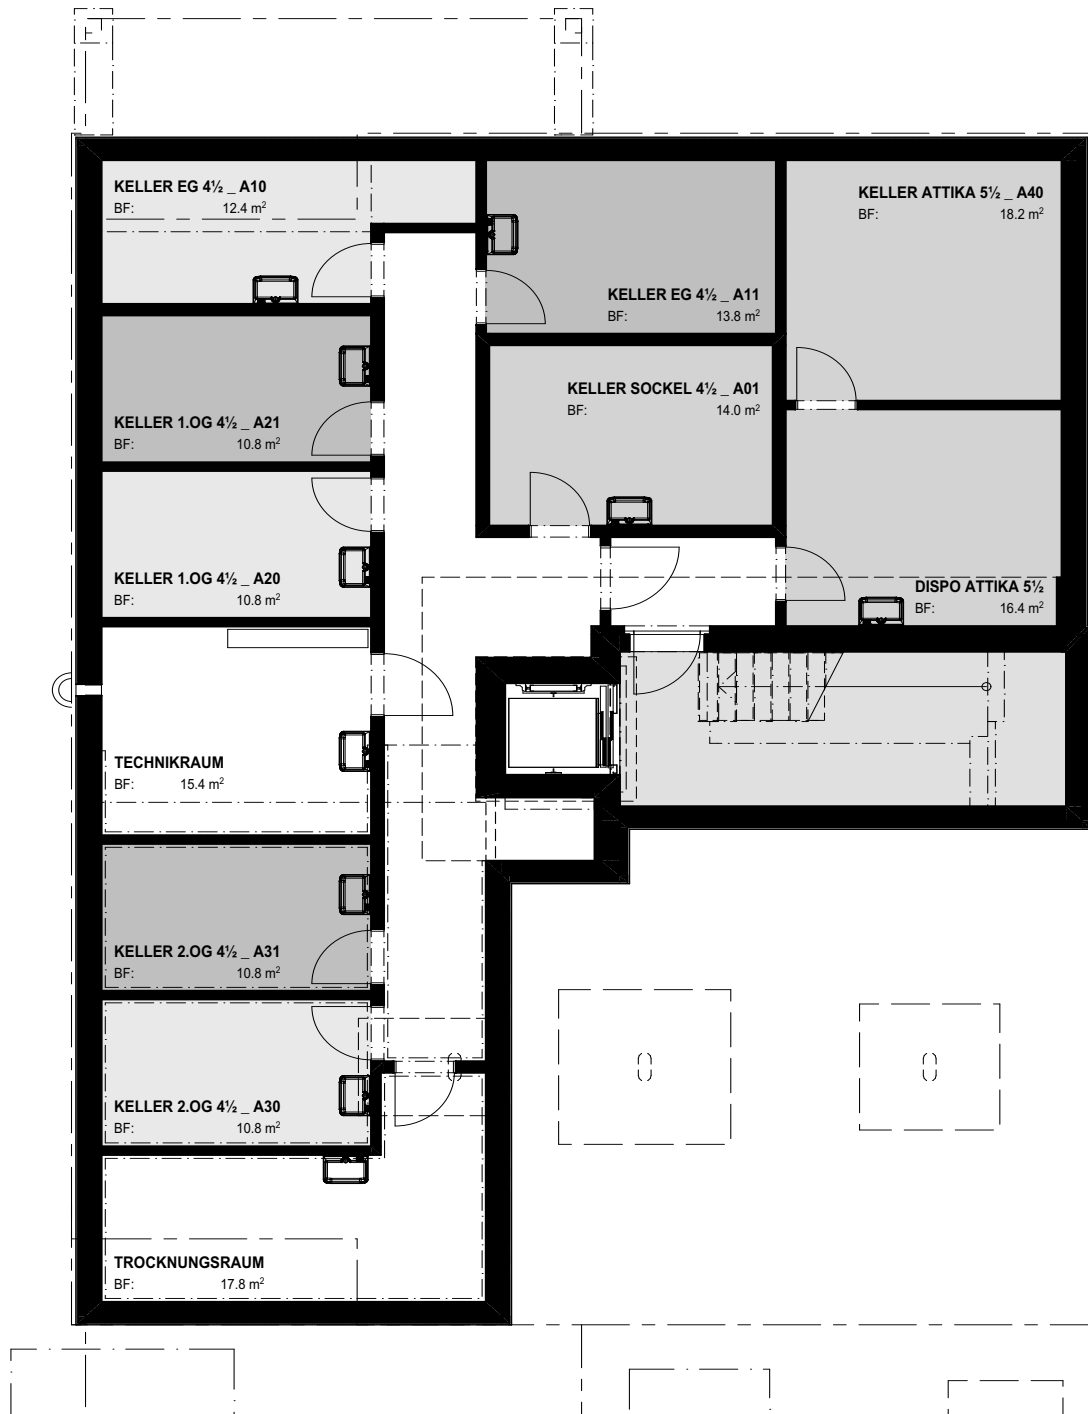 KELLER EG 4½ _ A10
BF: 12.4 m²
KELLER ATTIKA 5½ _ A40
BF: 18.2 m²
KELLER EG 4½ _ A11
BF: 13.8 m²
KELLER SOCKEL 4½ _ A01
BF: 14.0 m²
KELLER 1.OG 4½ _ A21
BF: 10.8 m²
KELLER 1.OG 4½ _ A20
BF: 10.8 m²
DISPO ATTIKA 5½
BF: 16.4 m²
TECHNIKRAUM
BF: 15.4 m²
KELLER 2.OG 4½ _ A31
BF: 10.8 m²
KELLER 2.OG 4½ _ A30
BF: 10.8 m²
TROCKNUNGSRAUM
BF: 17.8 m²